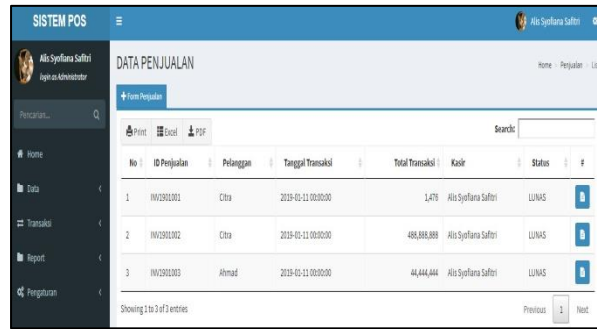 SISTEM POS
Alis Syofiana Safitri
Alis Syofiana Safitri
login as Administrator
DATA PENJUALAN
Home > Penjualan >
Form Penjualan
Pencarian...
Print Excel PDF
Search:
No ID Penjualan Pelanggan Tanggal Transaksi Total Transaksi Kasir Status #
Home
Data
1 INV1901001 Citra 2019-01-11 00:00:00 1,476 Alis Syofiana Safitri LUNAS
Transaksi
2 INV1901002 Citra 2019-01-11 00:00:00 Alis Syofiana Safitri LUNAS
Report
3 INV1901003 Ahmad 2019-01-11 00:00:00 44,444,444 Alis Syofiana Safitri LUNAS
Pengaturan
Showing 1 to 3 of 3 entries
Previous 1 Next